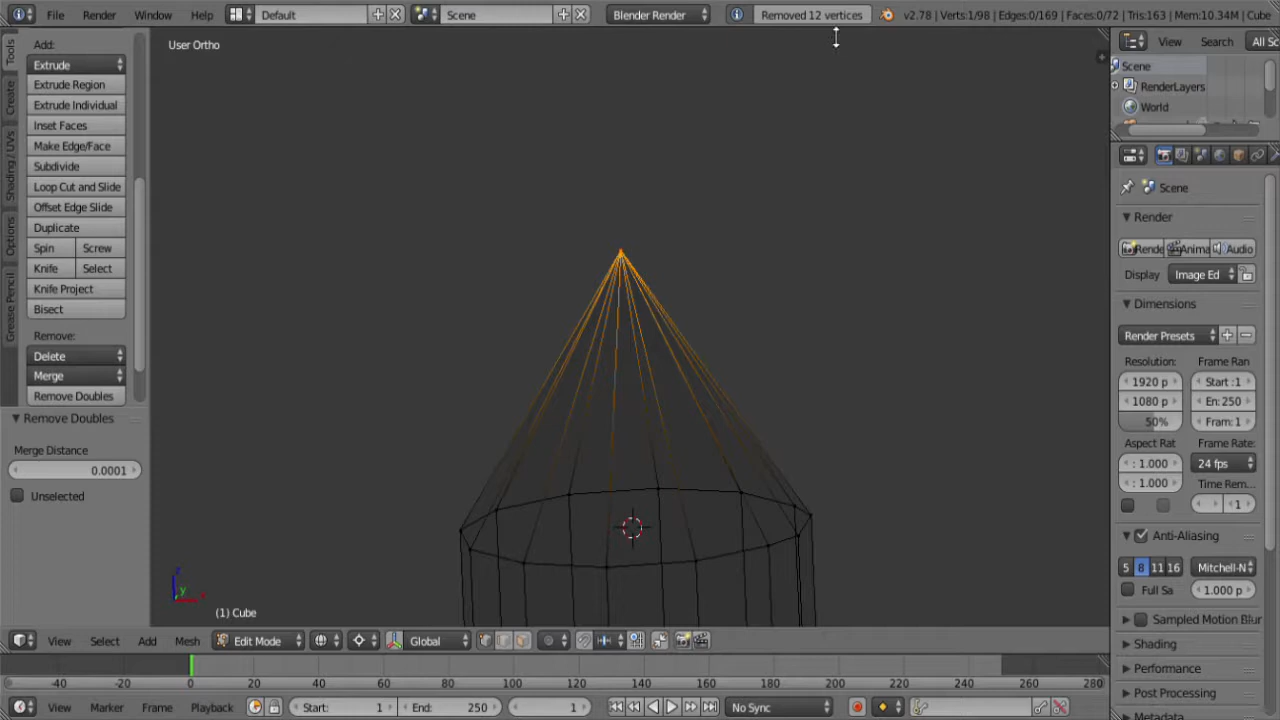 File Render Window Help Default Scene Blender Render Removed 12 vertices v2.78 | Verts:1/98 | Edges:0/169 | Faces:0/72 | Tris:163 | Mem:10.34M | Cube
Tools
Create
Shading / UVs
Options
Grease Pencil
Add:
Extrude
Extrude Region
Extrude Individual
Inset Faces
Make Edge/Face
Subdivide
Loop Cut and Slide
Offset Edge Slide
Duplicate
Spin Screw
Knife Select
Knife Project
Bisect
Remove:
Delete
Merge
Remove Doubles
Remove Doubles
Merge Distance
0.0001
Unselected
User Ortho
z
y
(1) Cube
View Search All Sc
Scene
RenderLayers
World
Scene
Render
Rende Anima Audio
Display Image Ed
Dimensions
Render Presets
Resolution: Frame Ran
1920 p Start :1
1080 p En: 250
50% Fram: 1
Aspect Rat Frame Rate:
: 1.000 24 fps
: 1.000 Time Rem...
1
Anti-Aliasing
5 8 11 16 Mitchell-N
Full Sa 1.000 p
Sampled Motion Blur
Shading
Performance
Post Processing
Metadata
View Select Add Mesh Edit Mode Global
-40 -20 0 20 40 60 80 100 120 140 160 180 200 220 240 260 280
View Marker Frame Playback Start: 1 End: 250 1 No Sync